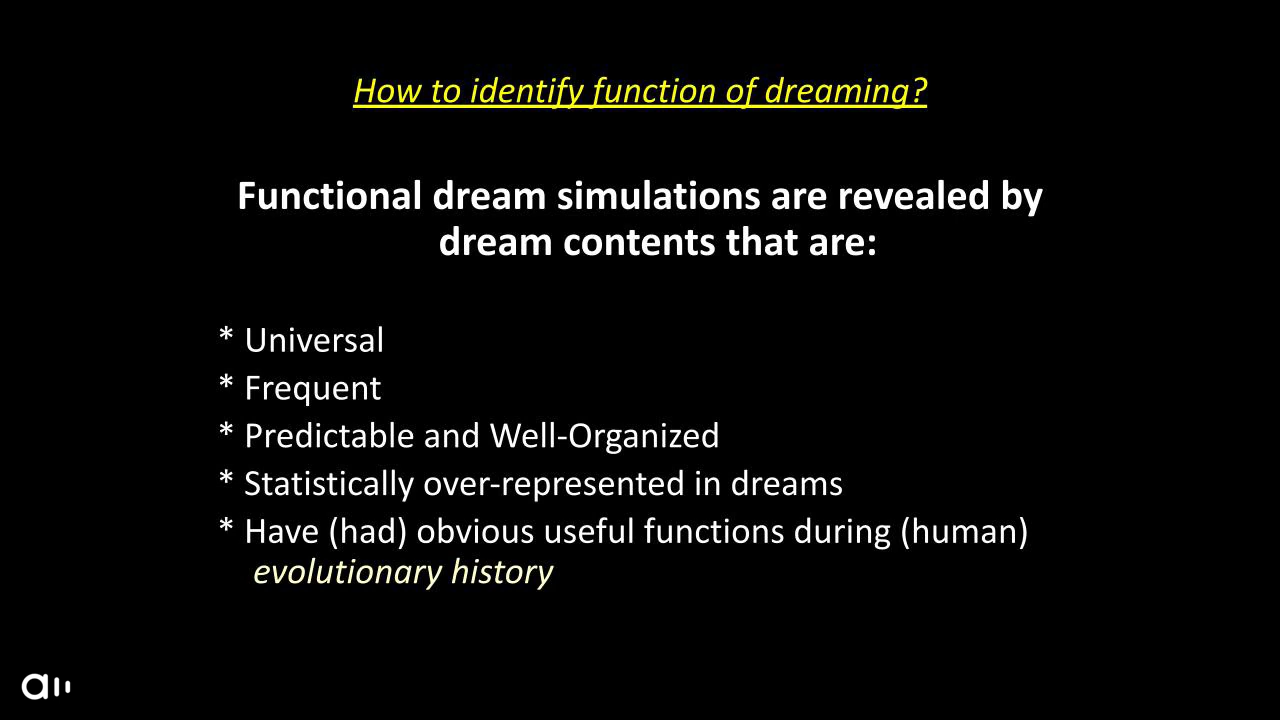 How to identify function of dreaming?
Functional dream simulations are revealed by
dream contents that are:
* Universal
* Frequent
* Predictable and Well-Organized
* Statistically over-represented in dreams
* Have (had) obvious useful functions during (human)
evolutionary history